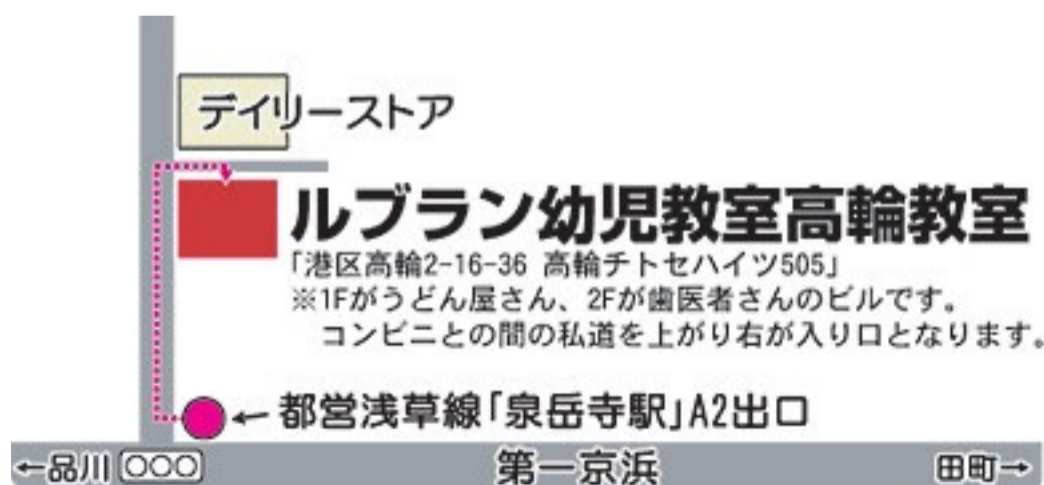 デイリーストア
ルブラン幼児教室高輪教室
「港区高輪2-16-36 高輪チトセハイツ505」
※1Fがうどん屋さん、2Fが歯医者さんのビルです。
コンビニとの間の私道を上がり右が入り口となります。
←都営浅草線「泉岳寺駅」A2出口
←品川 第一京浜 田町→